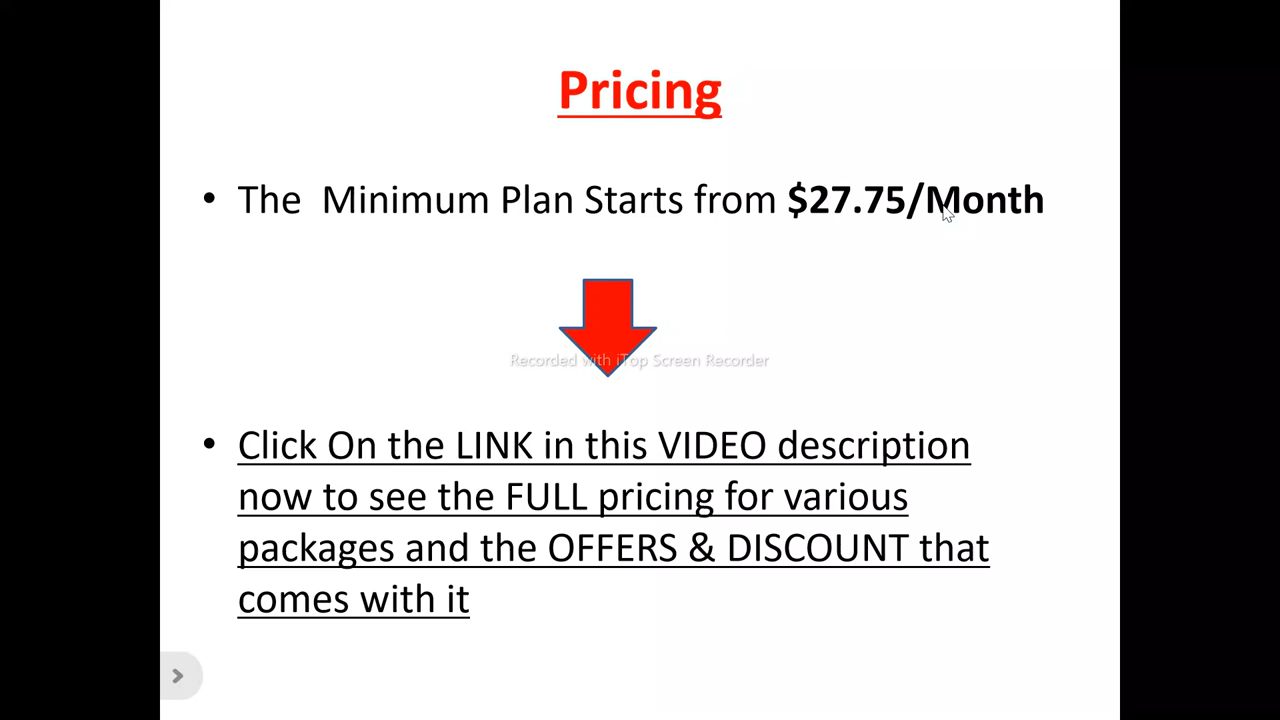 Pricing
• The  Minimum Plan Starts from $27.75/Month
Recorded with iTop Screen Recorder
• Click On the LINK in this VIDEO description
now to see the FULL pricing for various
packages and the OFFERS & DISCOUNT that
comes with it